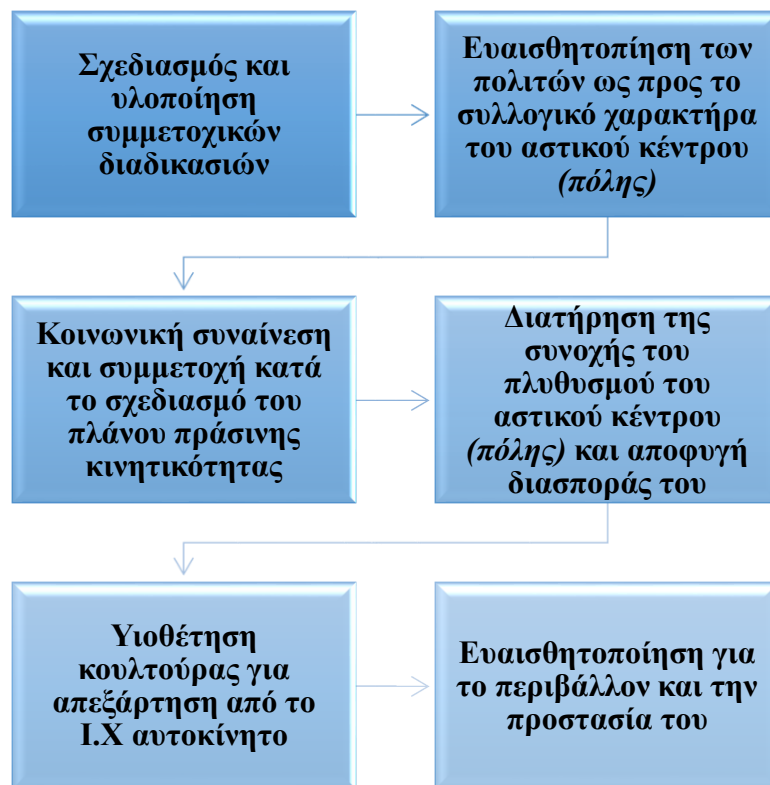 Σχεδιασμός και
υλοποίηση
συμμετοχικών
διαδικασιών
Ευαισθητοπίηση των
πολιτών ως προς το
συλλογικό χαρακτήρα
του αστικού κέντρου
(πόλης)
Κοινωνική συναίνεση
και συμμετοχή κατά
το σχεδιασμό του
πλάνου πράσινης
κινητικότητας
Διατήρηση της
συνοχής του
πλυθυσμού του
αστικού κέντρου
(πόλης) και αποφυγή
διασποράς του
Υιοθέτηση
κουλτούρας για
απεξάρτηση από το
Ι.Χ αυτοκίνητο
Ευαισθητοποίηση για
το περιβάλλον και την
προστασία του